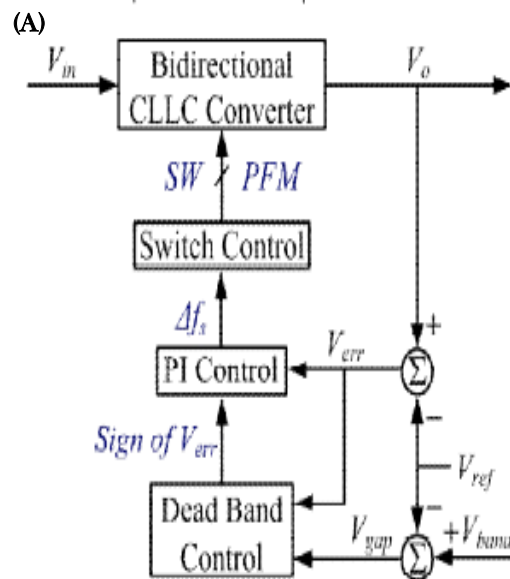 (A)
V_in
Bidirectional
CLLC Converter
V_o
SW
PFM
Switch Control
Δf_s
+
V_err
PI Control
Σ
−
Sign of V_err
V_ref
−
Dead Band
Control
V_gap
Σ
+V_band